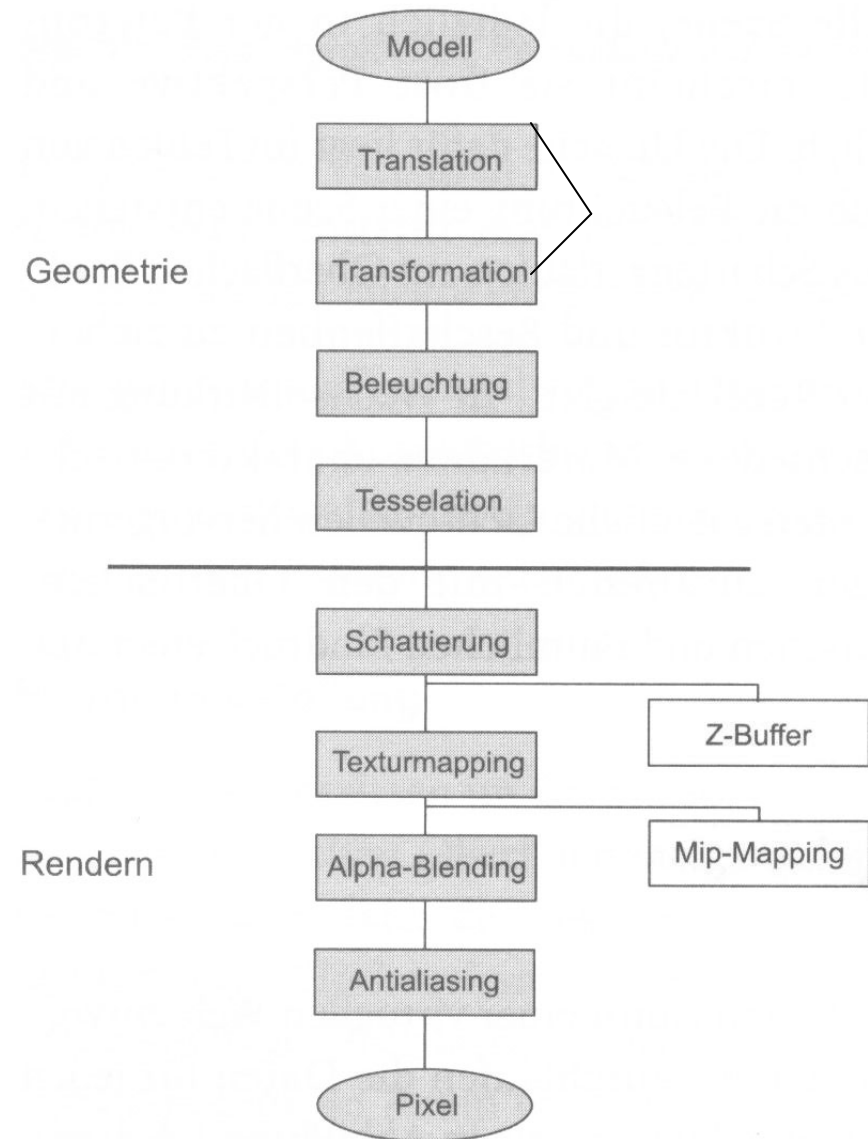 Modell
Translation
Geometrie
Transformation
Beleuchtung
Tesselation
Schattierung
Z-Buffer
Texturmapping
Rendern
Alpha-Blending
Mip-Mapping
Antialiasing
Pixel